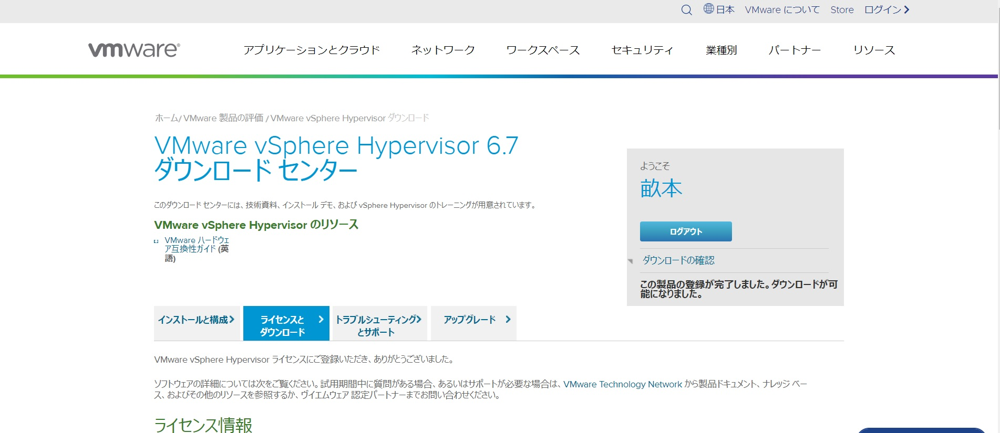 日本 VMware について Store ログイン
vmware®
アプリケーションとクラウド ネットワーク ワークスペース セキュリティ 業種別 パートナー リソース
ホーム/ VMware 製品の評価 / VMware vSphere Hypervisor ダウンロード
VMware vSphere Hypervisor 6.7
ダウンロード センター
このダウンロード センターには、技術資料、インストール デモ、および vSphere Hypervisor のトレーニングが用意されています。
VMware vSphere Hypervisor のリソース
VMware ハードウェ
ア互換性ガイド (英
語)
ようこそ
畝本
ログアウト
ダウンロードの確認
この製品の登録が完了しました。ダウンロードが可
能になりました。
インストールと構成
ライセンスと
ダウンロード
トラブルシューティング
とサポート
アップグレード
VMware vSphere Hypervisor ライセンスにご登録いただき、ありがとうございました。
ソフトウェアの詳細については次をご覧ください。試用期間中に質問がある場合、あるいはサポートが必要な場合は、VMware Technology Network から製品ドキュメント、ナレッジ ベー
ス、およびその他のリソースを参照するか、ヴイエムウェア 認定パートナーまでお問い合わせください。
ライセンス情報